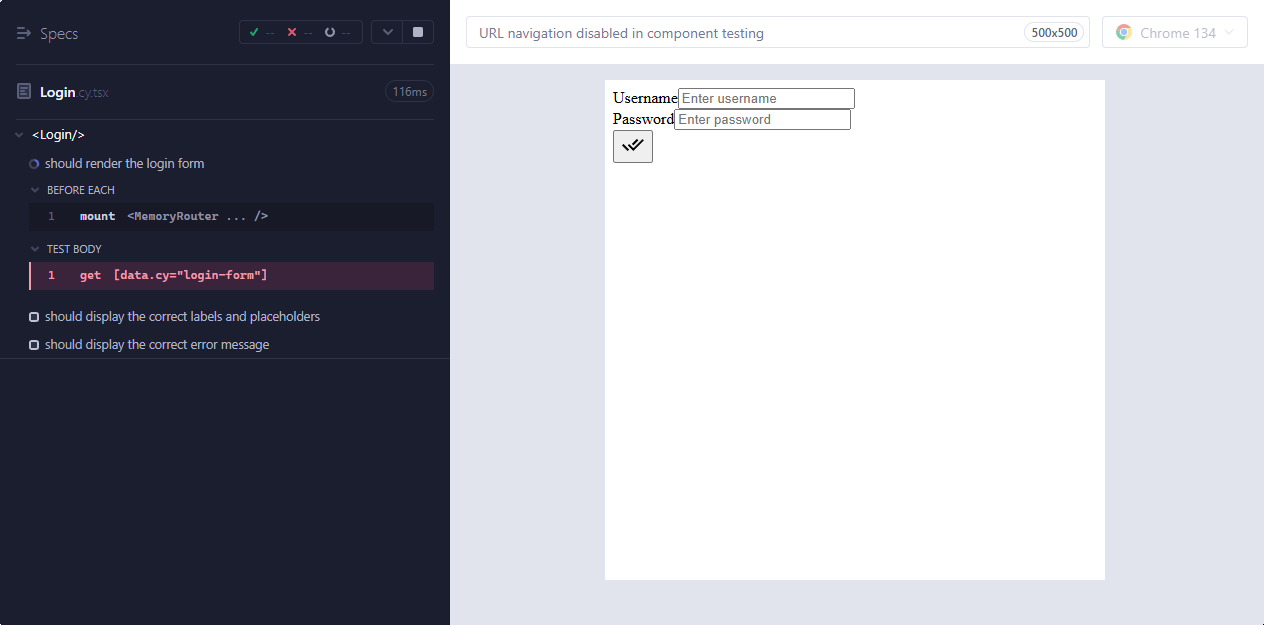 Specs
-- -- --
Login.cy.tsx 116ms
<Login/>
should render the login form
BEFORE EACH
1 mount <MemoryRouter ... />
TEST BODY
1 get [data.cy="login-form"]
should display the correct labels and placeholders
should display the correct error message
URL navigation disabled in component testing 500x500 Chrome 134
Username Enter username
Password Enter password